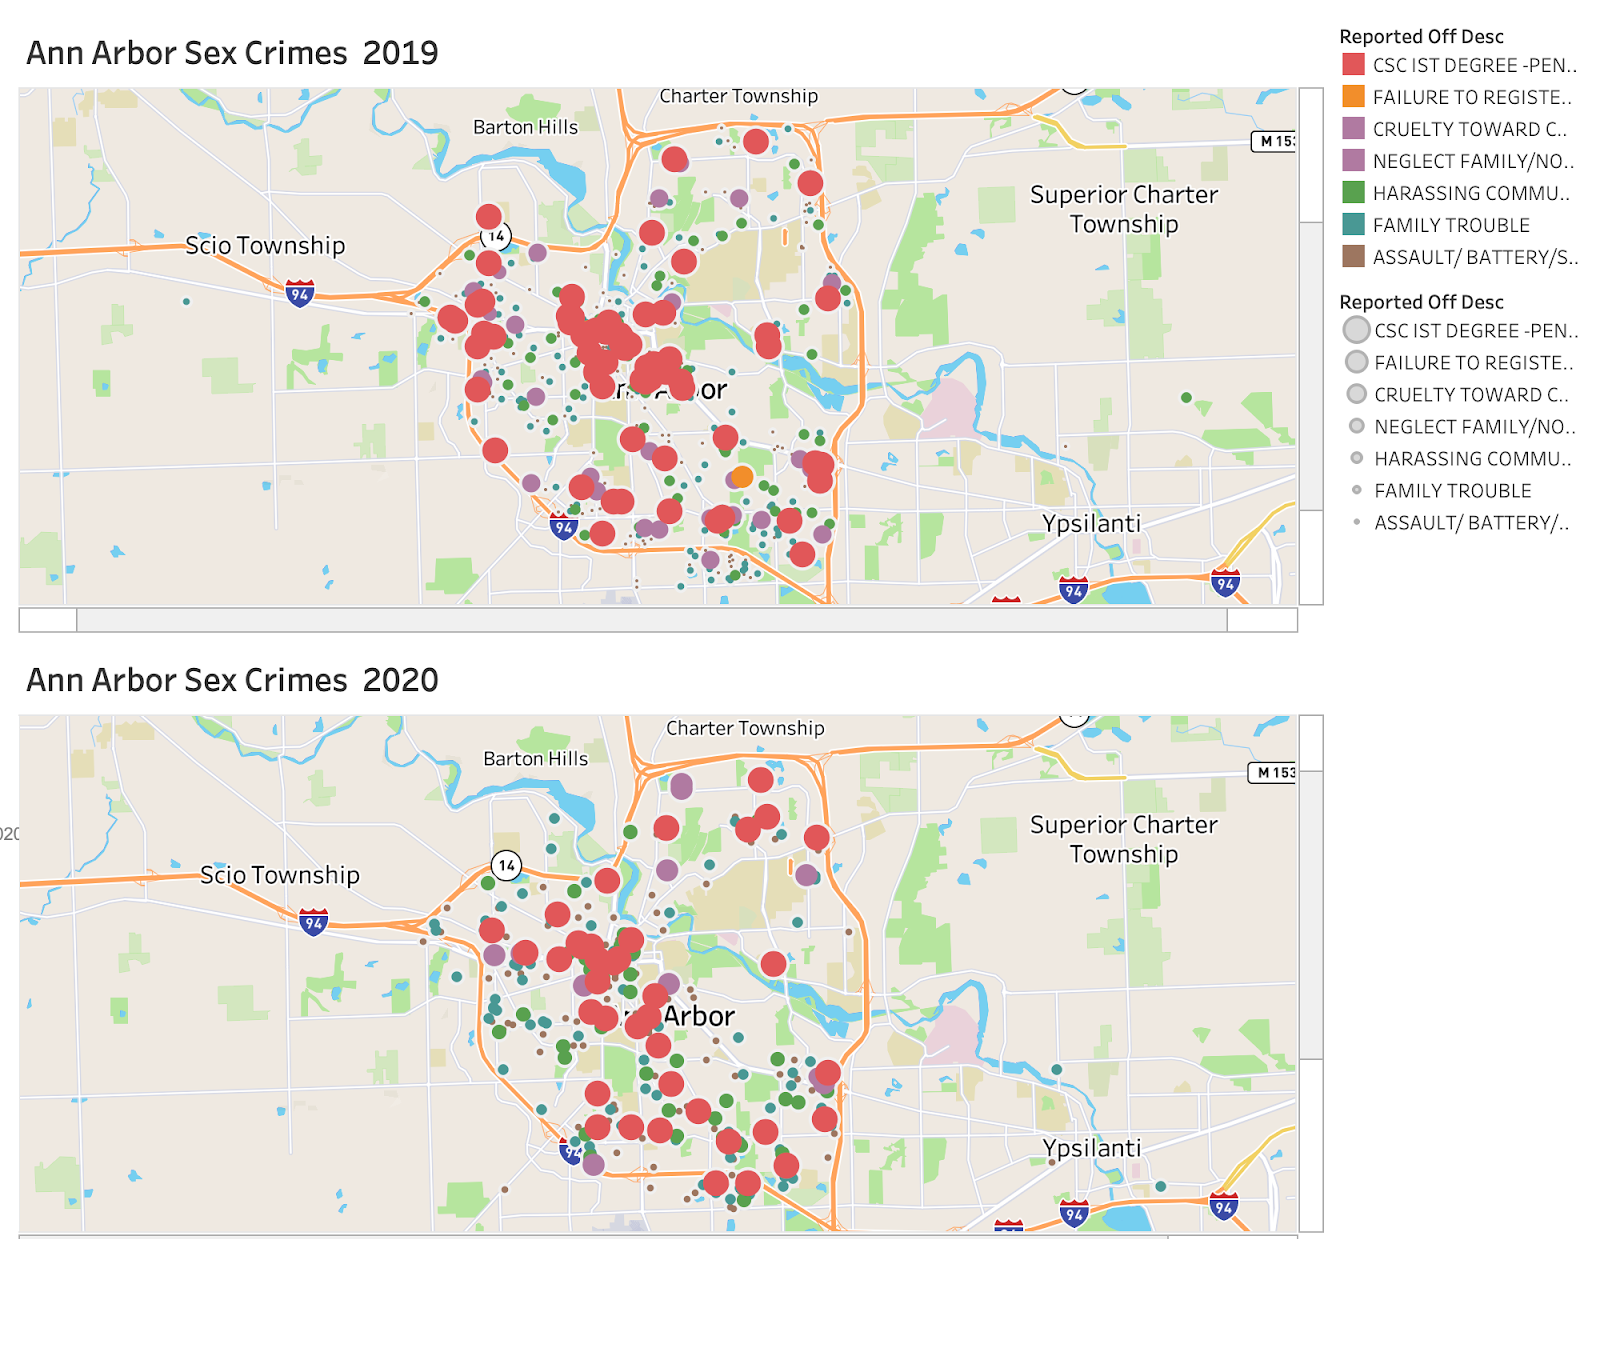 Ann Arbor Sex Crimes 2019
Reported Off Desc
CSC IST DEGREE -PEN..
FAILURE TO REGISTE..
CRUELTY TOWARD C..
NEGLECT FAMILY/NO..
HARASSING COMMU..
FAMILY TROUBLE
ASSAULT/ BATTERY/S..
Reported Off Desc
CSC IST DEGREE -PEN..
FAILURE TO REGISTE..
CRUELTY TOWARD C..
NEGLECT FAMILY/NO..
HARASSING COMMU..
FAMILY TROUBLE
ASSAULT/ BATTERY/..
Charter Township
Barton Hills
M 153
Superior Charter
Township
14
Scio Township
94
Arbor
94
Ypsilanti
94
94
Ann Arbor Sex Crimes 2020
Charter Township
Barton Hills
M 153
Superior Charter
Township
14
Scio Township
94
Arbor
94
Ypsilanti
94
94